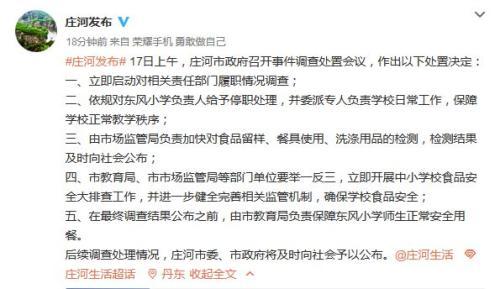 庄河发布
18分钟前 来自 荣耀手机 勇敢做自己
#庄河发布# 17日上午，庄河市政府召开事件调查处置会议，作出以下处置决定：
一、立即启动对相关责任部门履职情况调查；
二、依规对东风小学负责人给予停职处理，并委派专人负责学校日常工作，保障
学校正常教学秩序；
三、由市场监管局负责加快对食品留样、餐具使用、洗涤用品的检测，检测结果
及时向社会公布；
四、市教育局、市市场监管局等部门单位要举一反三，立即开展中小学校食品安
全大排查工作，并进一步健全完善相关监管机制，确保学校食品安全；
五、在最终调查结果公布之前，由市教育局负责保障东风小学师生正常安全用
餐。
后续调查处理情况，庄河市委、市政府将及时向社会予以公布。@庄河生活
庄河生活超话 丹东 收起全文